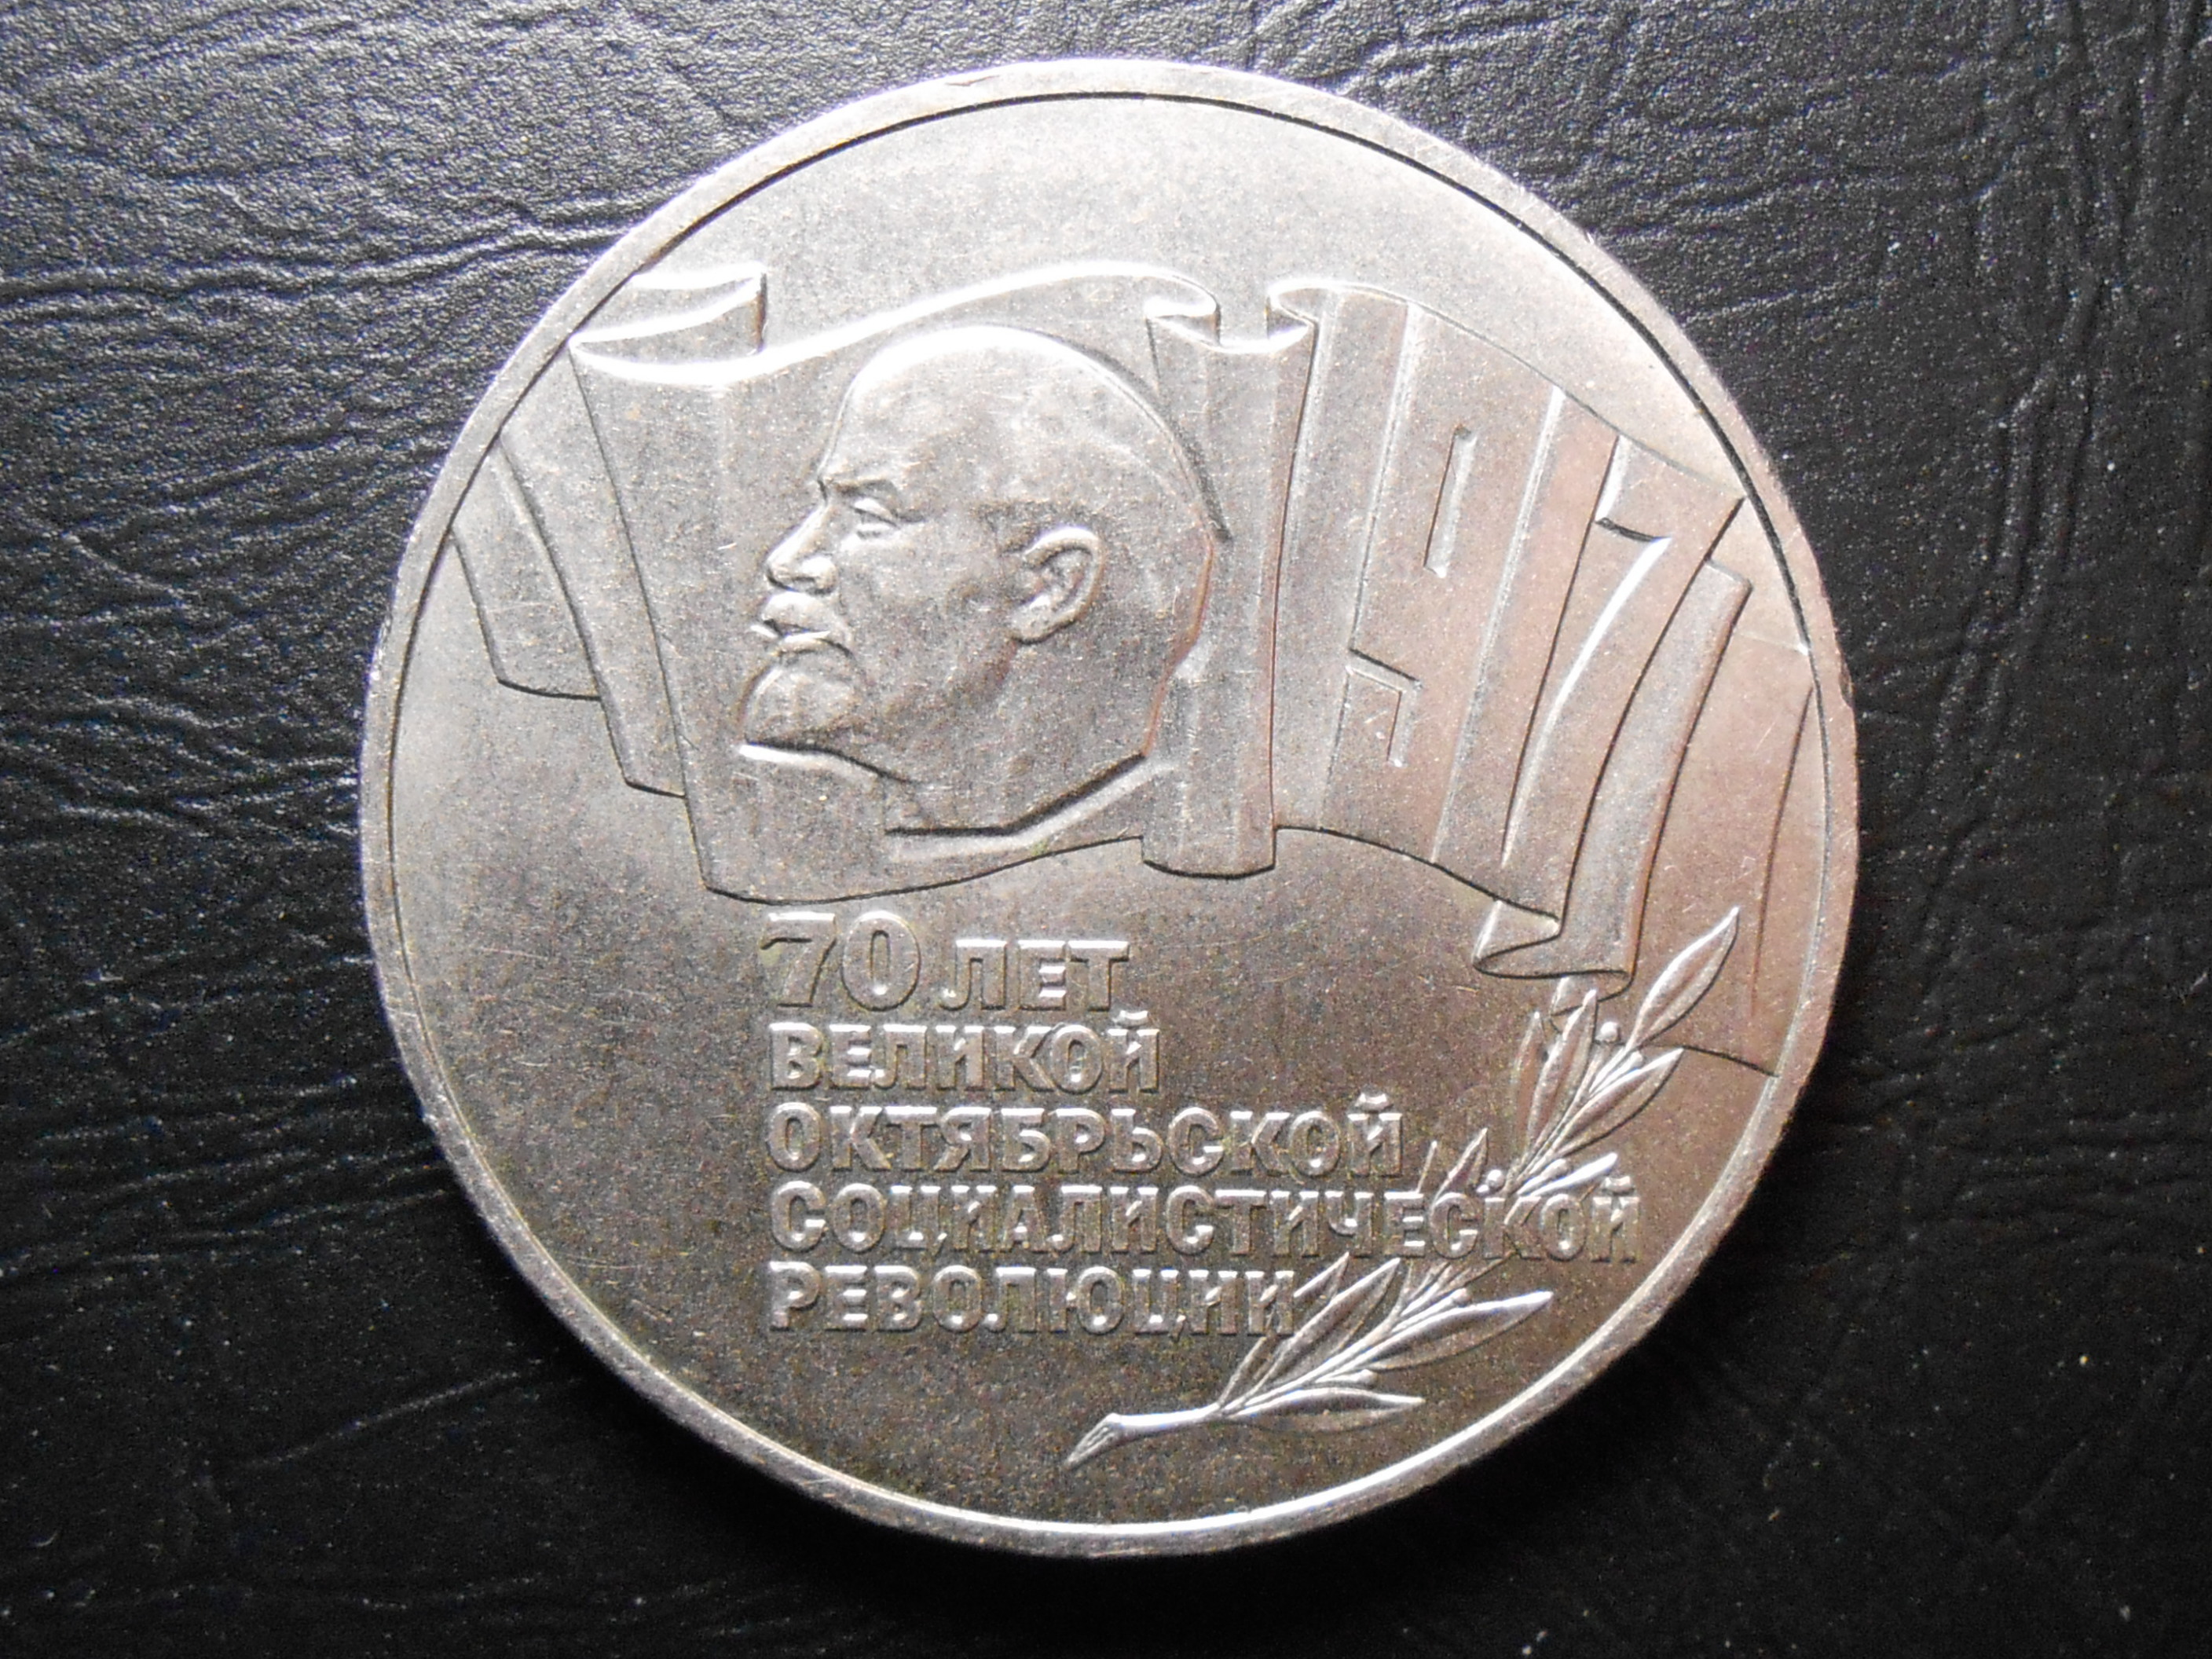 1917
70 ЛЕТ
ВЕЛИКОЙ
ОКТЯБРЬСКОЙ
СОЦИАЛИСТИЧЕСКОЙ
РЕВОЛЮЦИИ